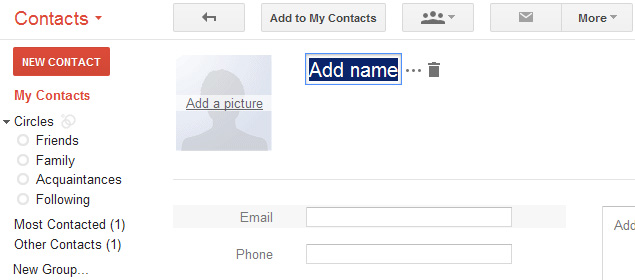 Contacts
Add to My Contacts
More
NEW CONTACT
Add name
Add a picture
My Contacts
Circles
Friends
Family
Acquaintances
Following
Most Contacted (1)
Other Contacts (1)
New Group...
Email
Phone
Add